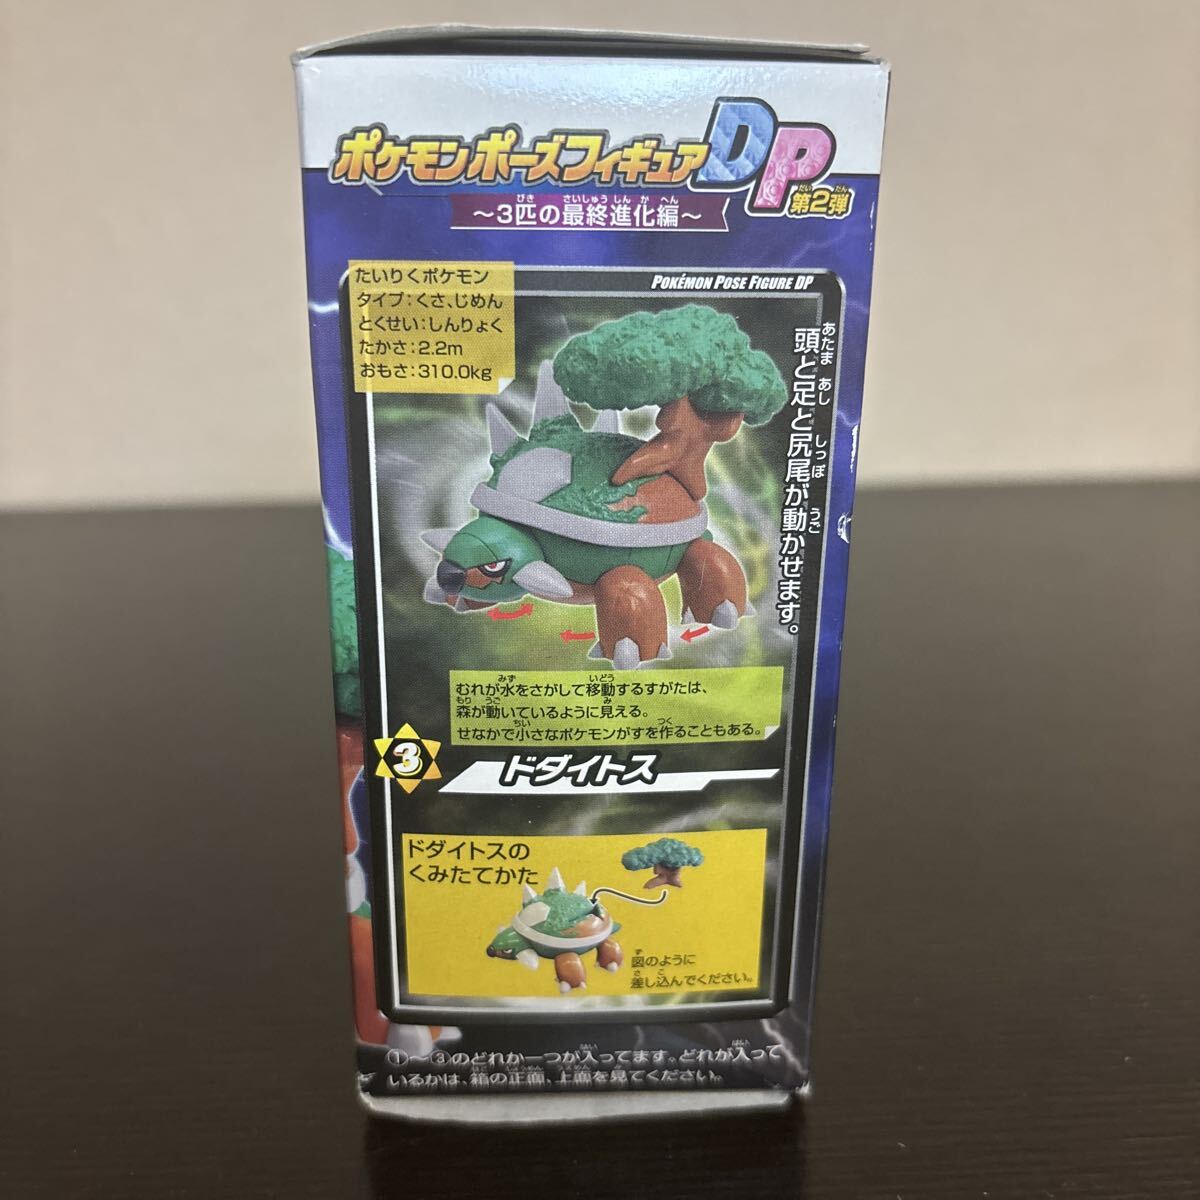 ポケモンポーズフィギュアDP
第2弾
～3匹の最終進化編～
POKÉMON POSE FIGURE DP
たいりくポケモン
タイプ:くさ、じめん
とくせい:しんりょく
たかさ:2.2m
おもさ:310.0kg
頭と足と尻尾が動かせます。
むれが水をさがして移動するすがたは、
森が動いているように見える。
せなかで小さなポケモンがすを作ることもある。
3
ドダイトス
ドダイトスの
くみたてかた
図のように
差し込んでください。
①～③のどれか一つが入ってます。どれが入って
いるかは、箱の正面、上面を見てください。